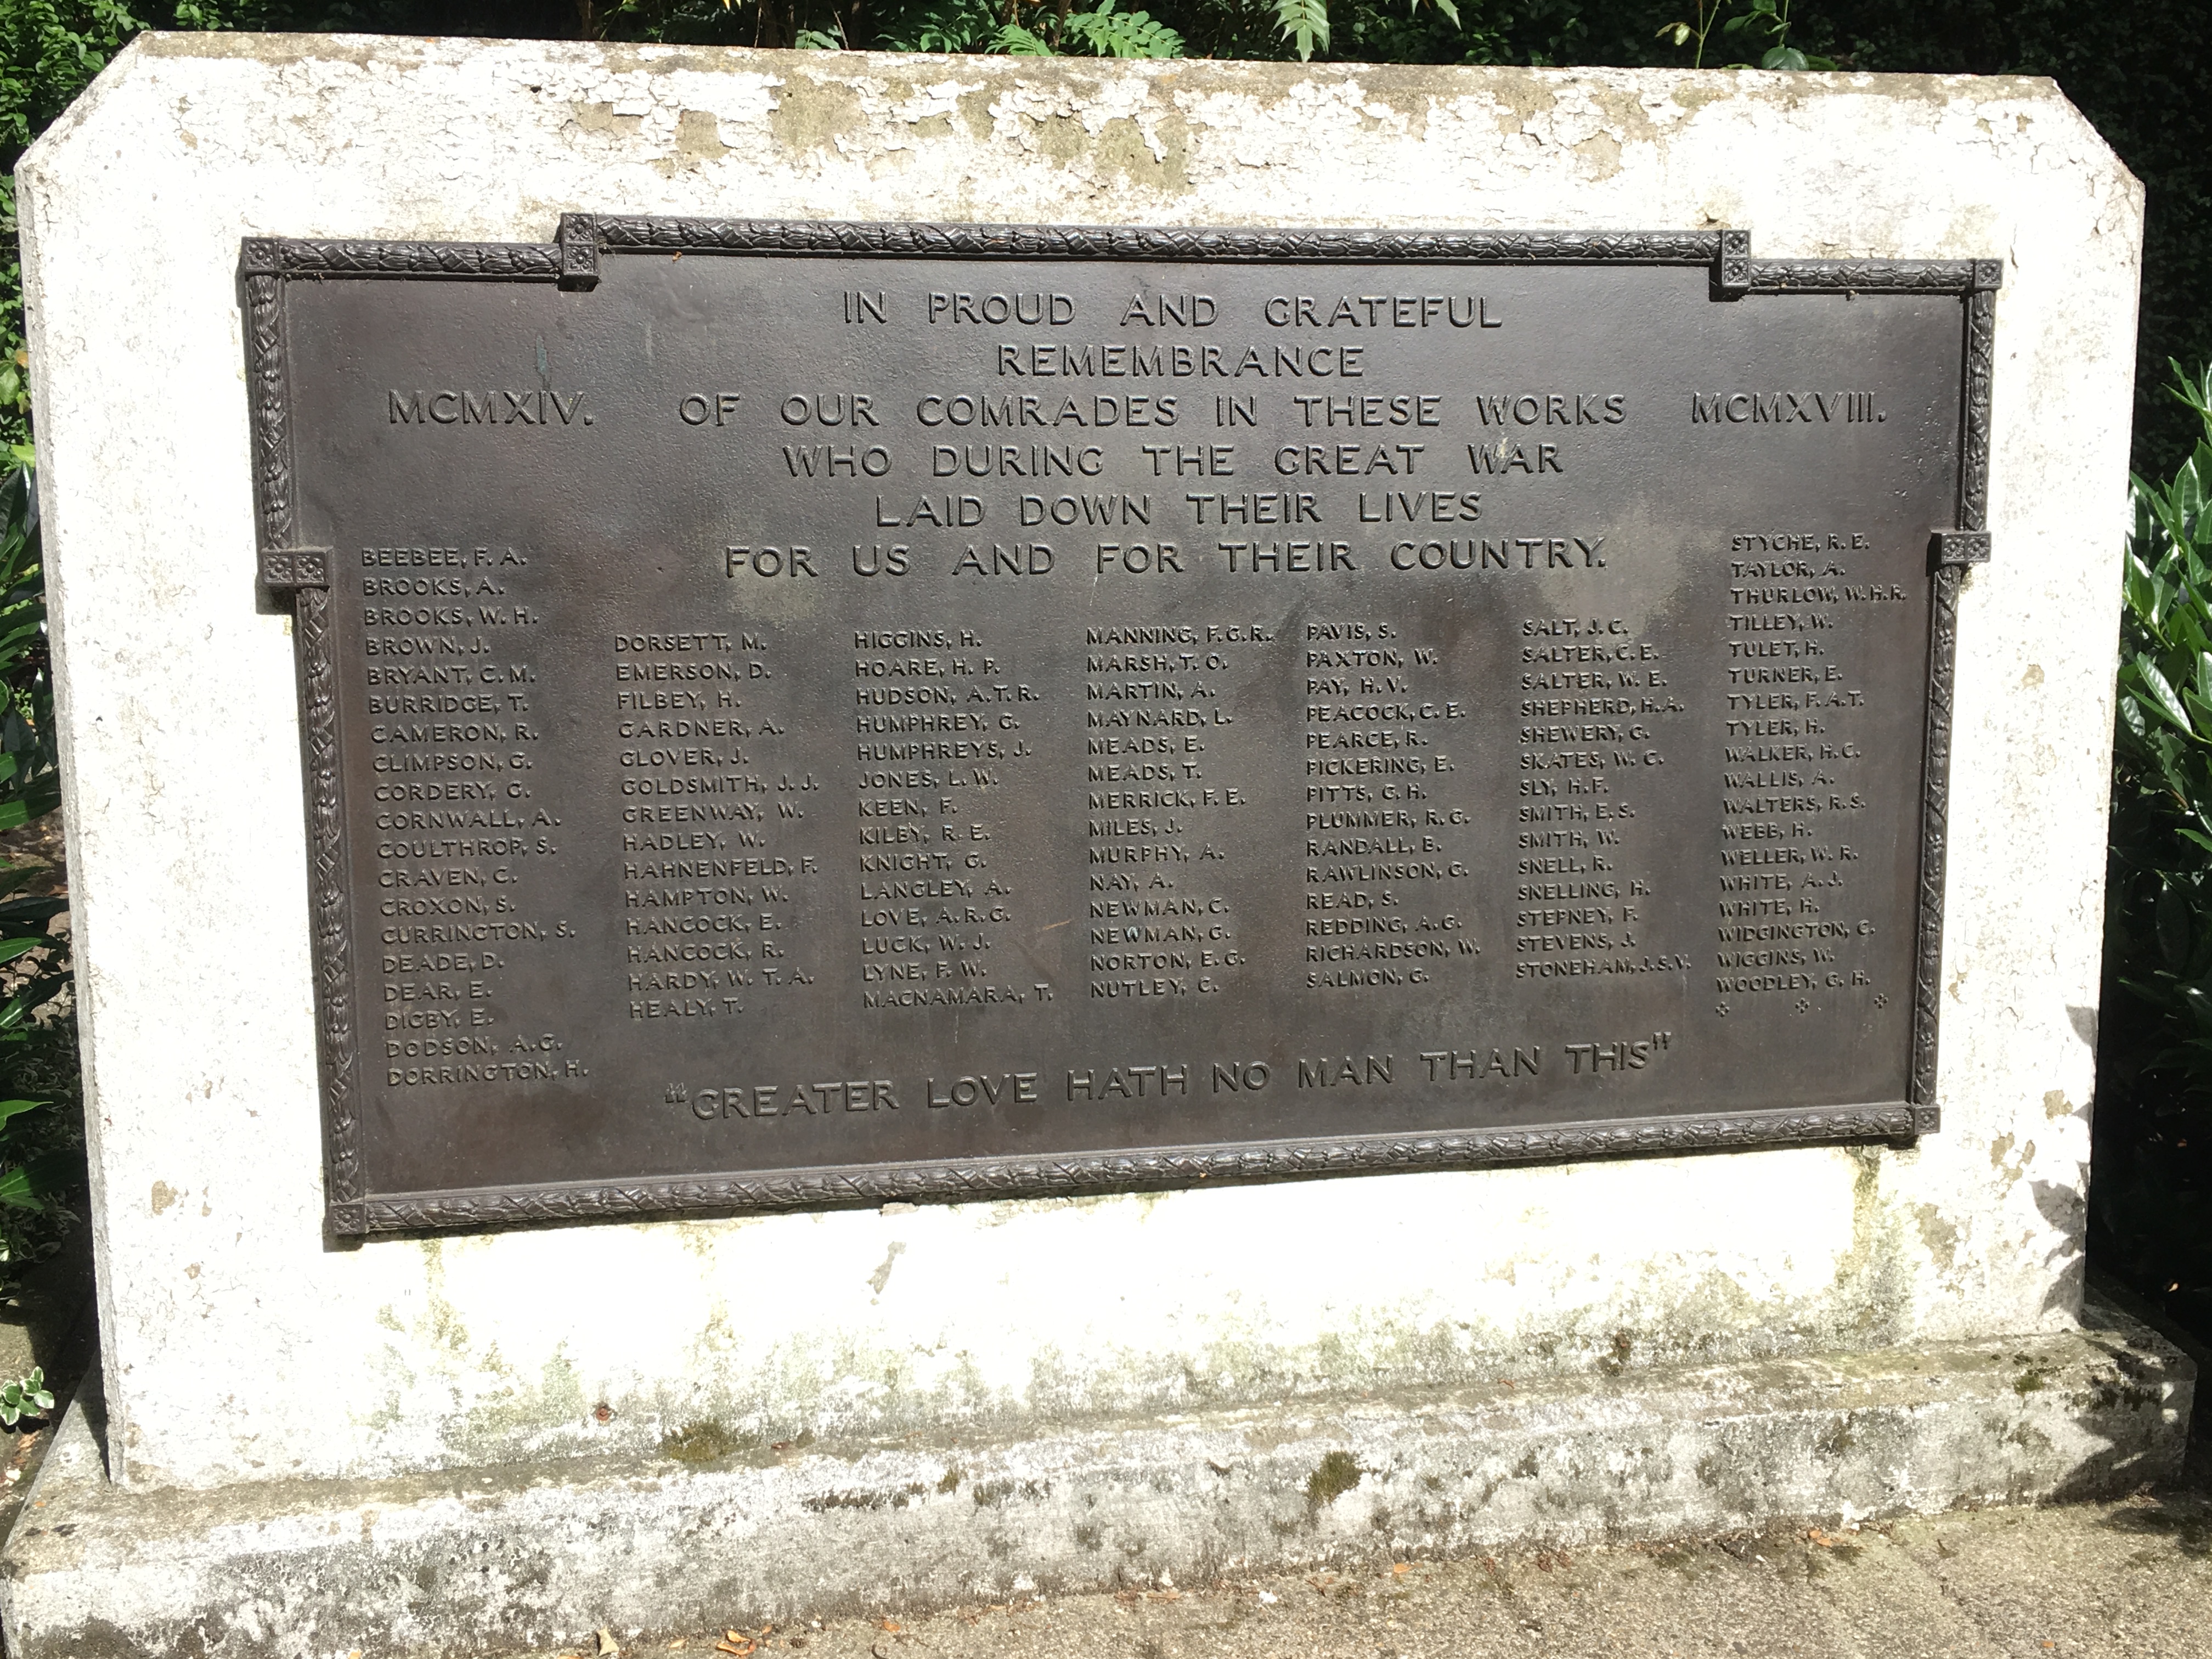 IN PROUD AND GRATEFUL
REMEMBRANCE
MCMXIV. OF OUR COMRADES IN THESE WORKS MCMXVIII.
WHO DURING THE GREAT WAR
LAID DOWN THEIR LIVES
FOR US AND FOR THEIR COUNTRY.
BEEBEE, F. A.
BROOKS, A.
BROOKS, W. H.
BROWN, J.
BRYANT, C. M.
BURRIDGE, T.
CAMERON, R.
CLIMPSON, G.
CORDERY, G.
CORNWALL, A.
COULTHROP, S.
CRAVEN, C.
CROXON, S.
CURRINGTON, S.
DEADE, D.
DEAR, E.
DIGBY, E.
DODSON, A.G.
DORRINGTON, H.
DORSETT, M.
EMERSON, D.
FILBEY, H.
GARDNER, A.
GLOVER, J.
GOLDSMITH, J. J.
GREENWAY, W.
HADLEY, W.
HAHNENFELD, F.
HAMPTON, W.
HANCOCK, E.
HANCOCK, R.
HARDY, W. T. A.
HEALY, T.
HIGGINS, H.
HOARE, H. P.
HUDSON, A.T.R.
HUMPHREY, G.
HUMPHREYS, J.
JONES, L. W.
KEEN, F.
KILBY, R. E.
KNIGHT, G.
LANGLEY, A.
LOVE, A.R.G.
LUCK, W. J.
LYNE, F. W.
MACNAMARA, T.
MANNING, F.G.R.
MARSH, T. O.
MARTIN, A.
MAYNARD, L.
MEADS, E.
MEADS, T.
MERRICK, F. E.
MILES, J.
MURPHY, A.
NAY, A.
NEWMAN, C.
NEWMAN, G.
NORTON, E.G.
NUTLEY, C.
PAVIS, S.
PAXTON, W.
PAY, H.V.
PEACOCK, C. E.
PEARCE, R.
PICKERING, E.
PITTS, G. H.
PLUMMER, R.G.
RANDALL, B.
RAWLINSON, G.
READ, S.
REDDING, A.G.
RICHARDSON, W.
SALMON, G.
SALT, J. C.
SALTER, C. E.
SALTER, W. E.
SHEPHERD, H.A.
SHEWERY, G.
SKATES, W. C.
SLY, H.F.
SMITH, E. S.
SMITH, W.
SNELL, R.
SNELLING, H.
STEPNEY, F.
STEVENS, J.
STONEHAM, J.S.V.
STYCHE, R. E.
TAYLOR, A.
THURLOW, W.H.R.
TILLEY, W.
TULET, H.
TURNER, E.
TYLER, F.A.T.
TYLER, H.
WALKER, H.C.
WALLIS, A.
WALTERS, R.S.
WEBB, H.
WELLER, W. R.
WHITE, A.J.
WHITE, H.
WIDGINGTON, C.
WIGGINS, W.
WOODLEY, G. H.
"GREATER LOVE HATH NO MAN THAN THIS"